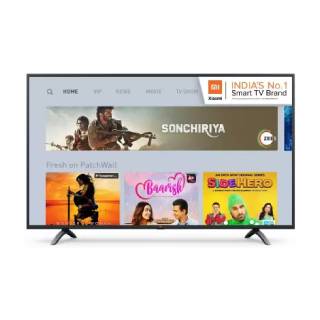 mi
Xiaomi
INDIA'S No.1
Smart TV Brand
HOME
VIP
NEWS
MOVIE
TV SHOW
SONCHIRIYA
ZEE5
Fresh on PatchWall
Baarish
SIDEHERO